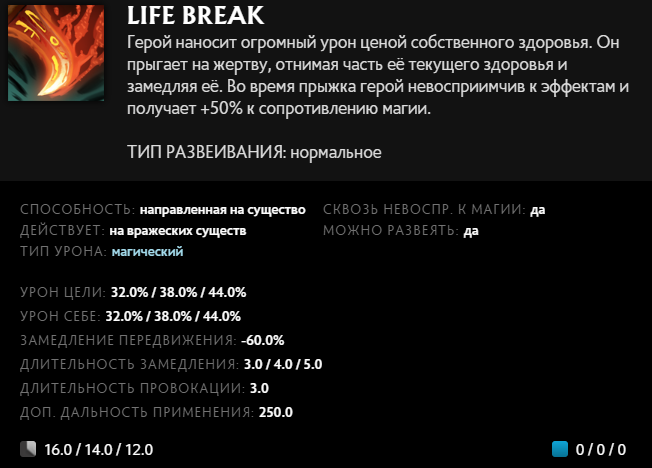 LIFE BREAK
Герой наносит огромный урон ценой собственного здоровья. Он
прыгает на жертву, отнимая часть её текущего здоровья и
замедляя её. Во время прыжка герой невосприимчив к эффектам и
получает +50% к сопротивлению магии.
ТИП РАЗВЕИВАНИЯ: нормальное
СПОСОБНОСТЬ: направленная на существо СКВОЗЬ НЕВОСПР. К МАГИИ: да
ДЕЙСТВУЕТ: на вражеских существ МОЖНО РАЗВЕЯТЬ: да
ТИП УРОНА: магический
УРОН ЦЕЛИ: 32.0% / 38.0% / 44.0%
УРОН СЕБЕ: 32.0% / 38.0% / 44.0%
ЗАМЕДЛЕНИЕ ПЕРЕДВИЖЕНИЯ: -60.0%
ДЛИТЕЛЬНОСТЬ ЗАМЕДЛЕНИЯ: 3.0 / 4.0 / 5.0
ДЛИТЕЛЬНОСТЬ ПРОВОКАЦИИ: 3.0
ДОП. ДАЛЬНОСТЬ ПРИМЕНЕНИЯ: 250.0
16.0 / 14.0 / 12.0 0 / 0 / 0